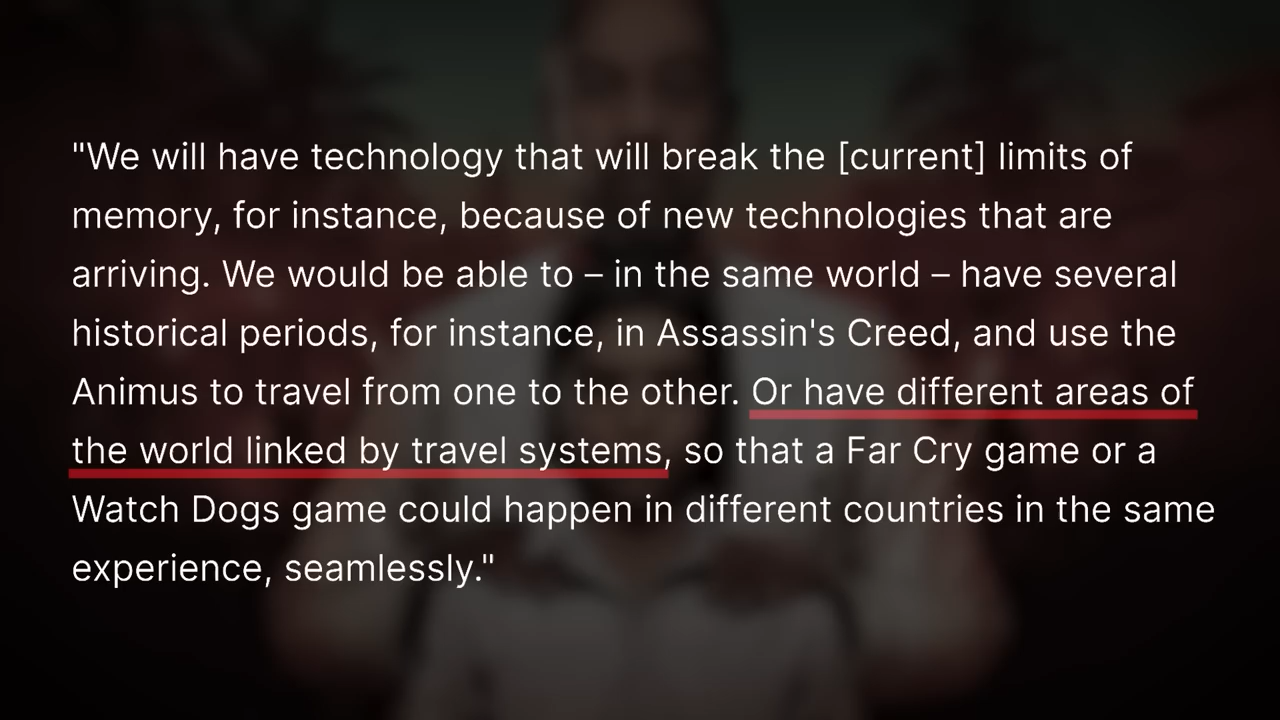 "We will have technology that will break the [current] limits of
memory, for instance, because of new technologies that are
arriving. We would be able to – in the same world – have several
historical periods, for instance, in Assassin's Creed, and use the
Animus to travel from one to the other. Or have different areas of
the world linked by travel systems, so that a Far Cry game or a
Watch Dogs game could happen in different countries in the same
experience, seamlessly."